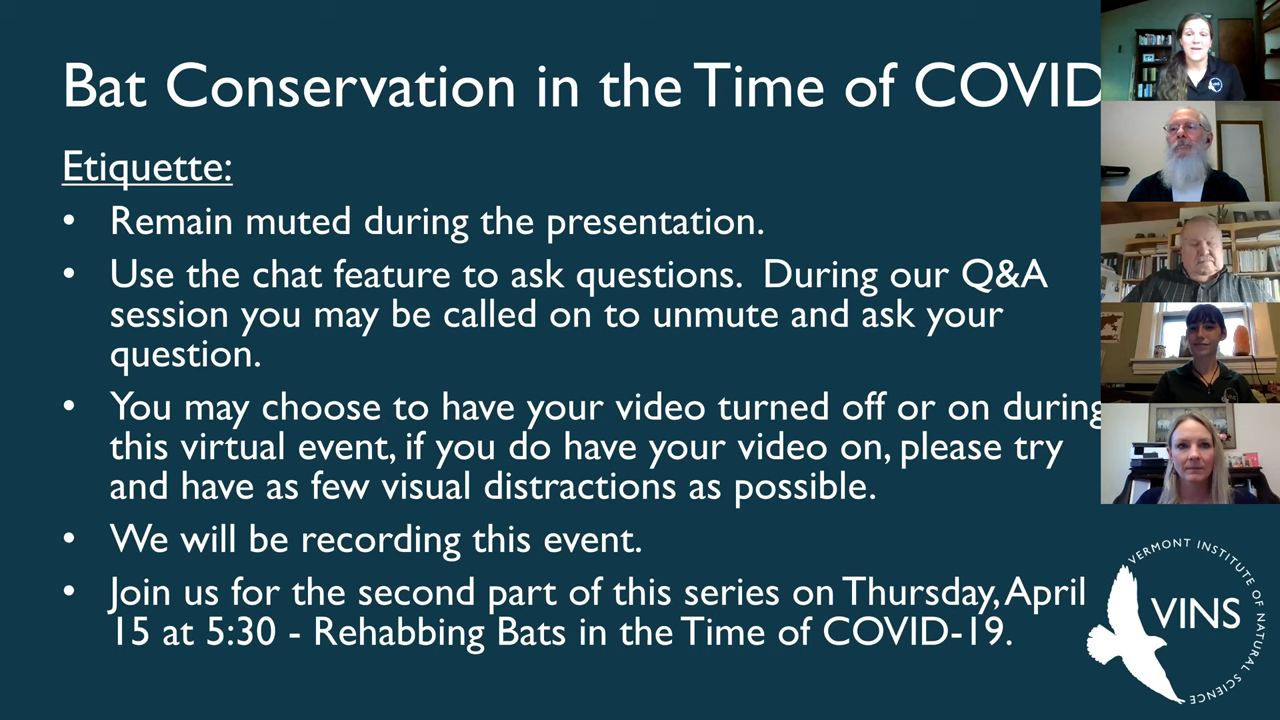 Bat Conservation in the Time of COVID
Etiquette:
• Remain muted during the presentation.
• Use the chat feature to ask questions. During our Q&A
session you may be called on to unmute and ask your
question.
• You may choose to have your video turned off or on during
this virtual event, if you do have your video on, please try
and have as few visual distractions as possible.
• We will be recording this event.
• Join us for the second part of this series on Thursday, April
15 at 5:30 - Rehabbing Bats in the Time of COVID-19.
VERMONT INSTITUTE OF NATURAL SCIENCE
VINS